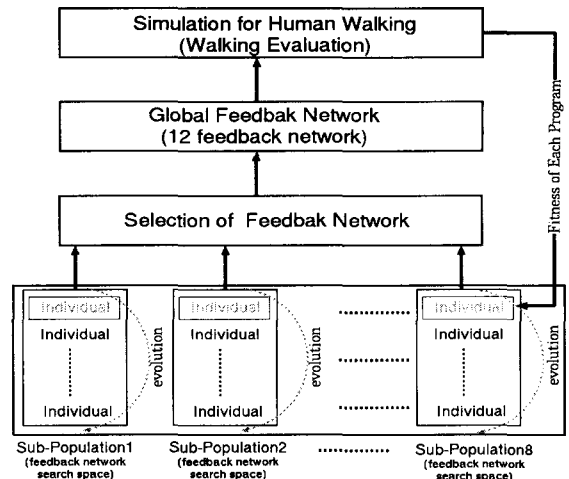 Simulation for Human Walking
(Walking Evaluation)
Fitness of Each Program
Global Feedbak Network
(12 feedback network)
Selection of Feedbak Network
Individual
Individual
Individual
evolution
Individual
Individual
Individual
evolution
Individual
Individual
Individual
evolution
Sub-Population1
(feedback network
search space)
Sub-Population2
(feedback network
search space)
Sub-Population8
(feedback network
search space)